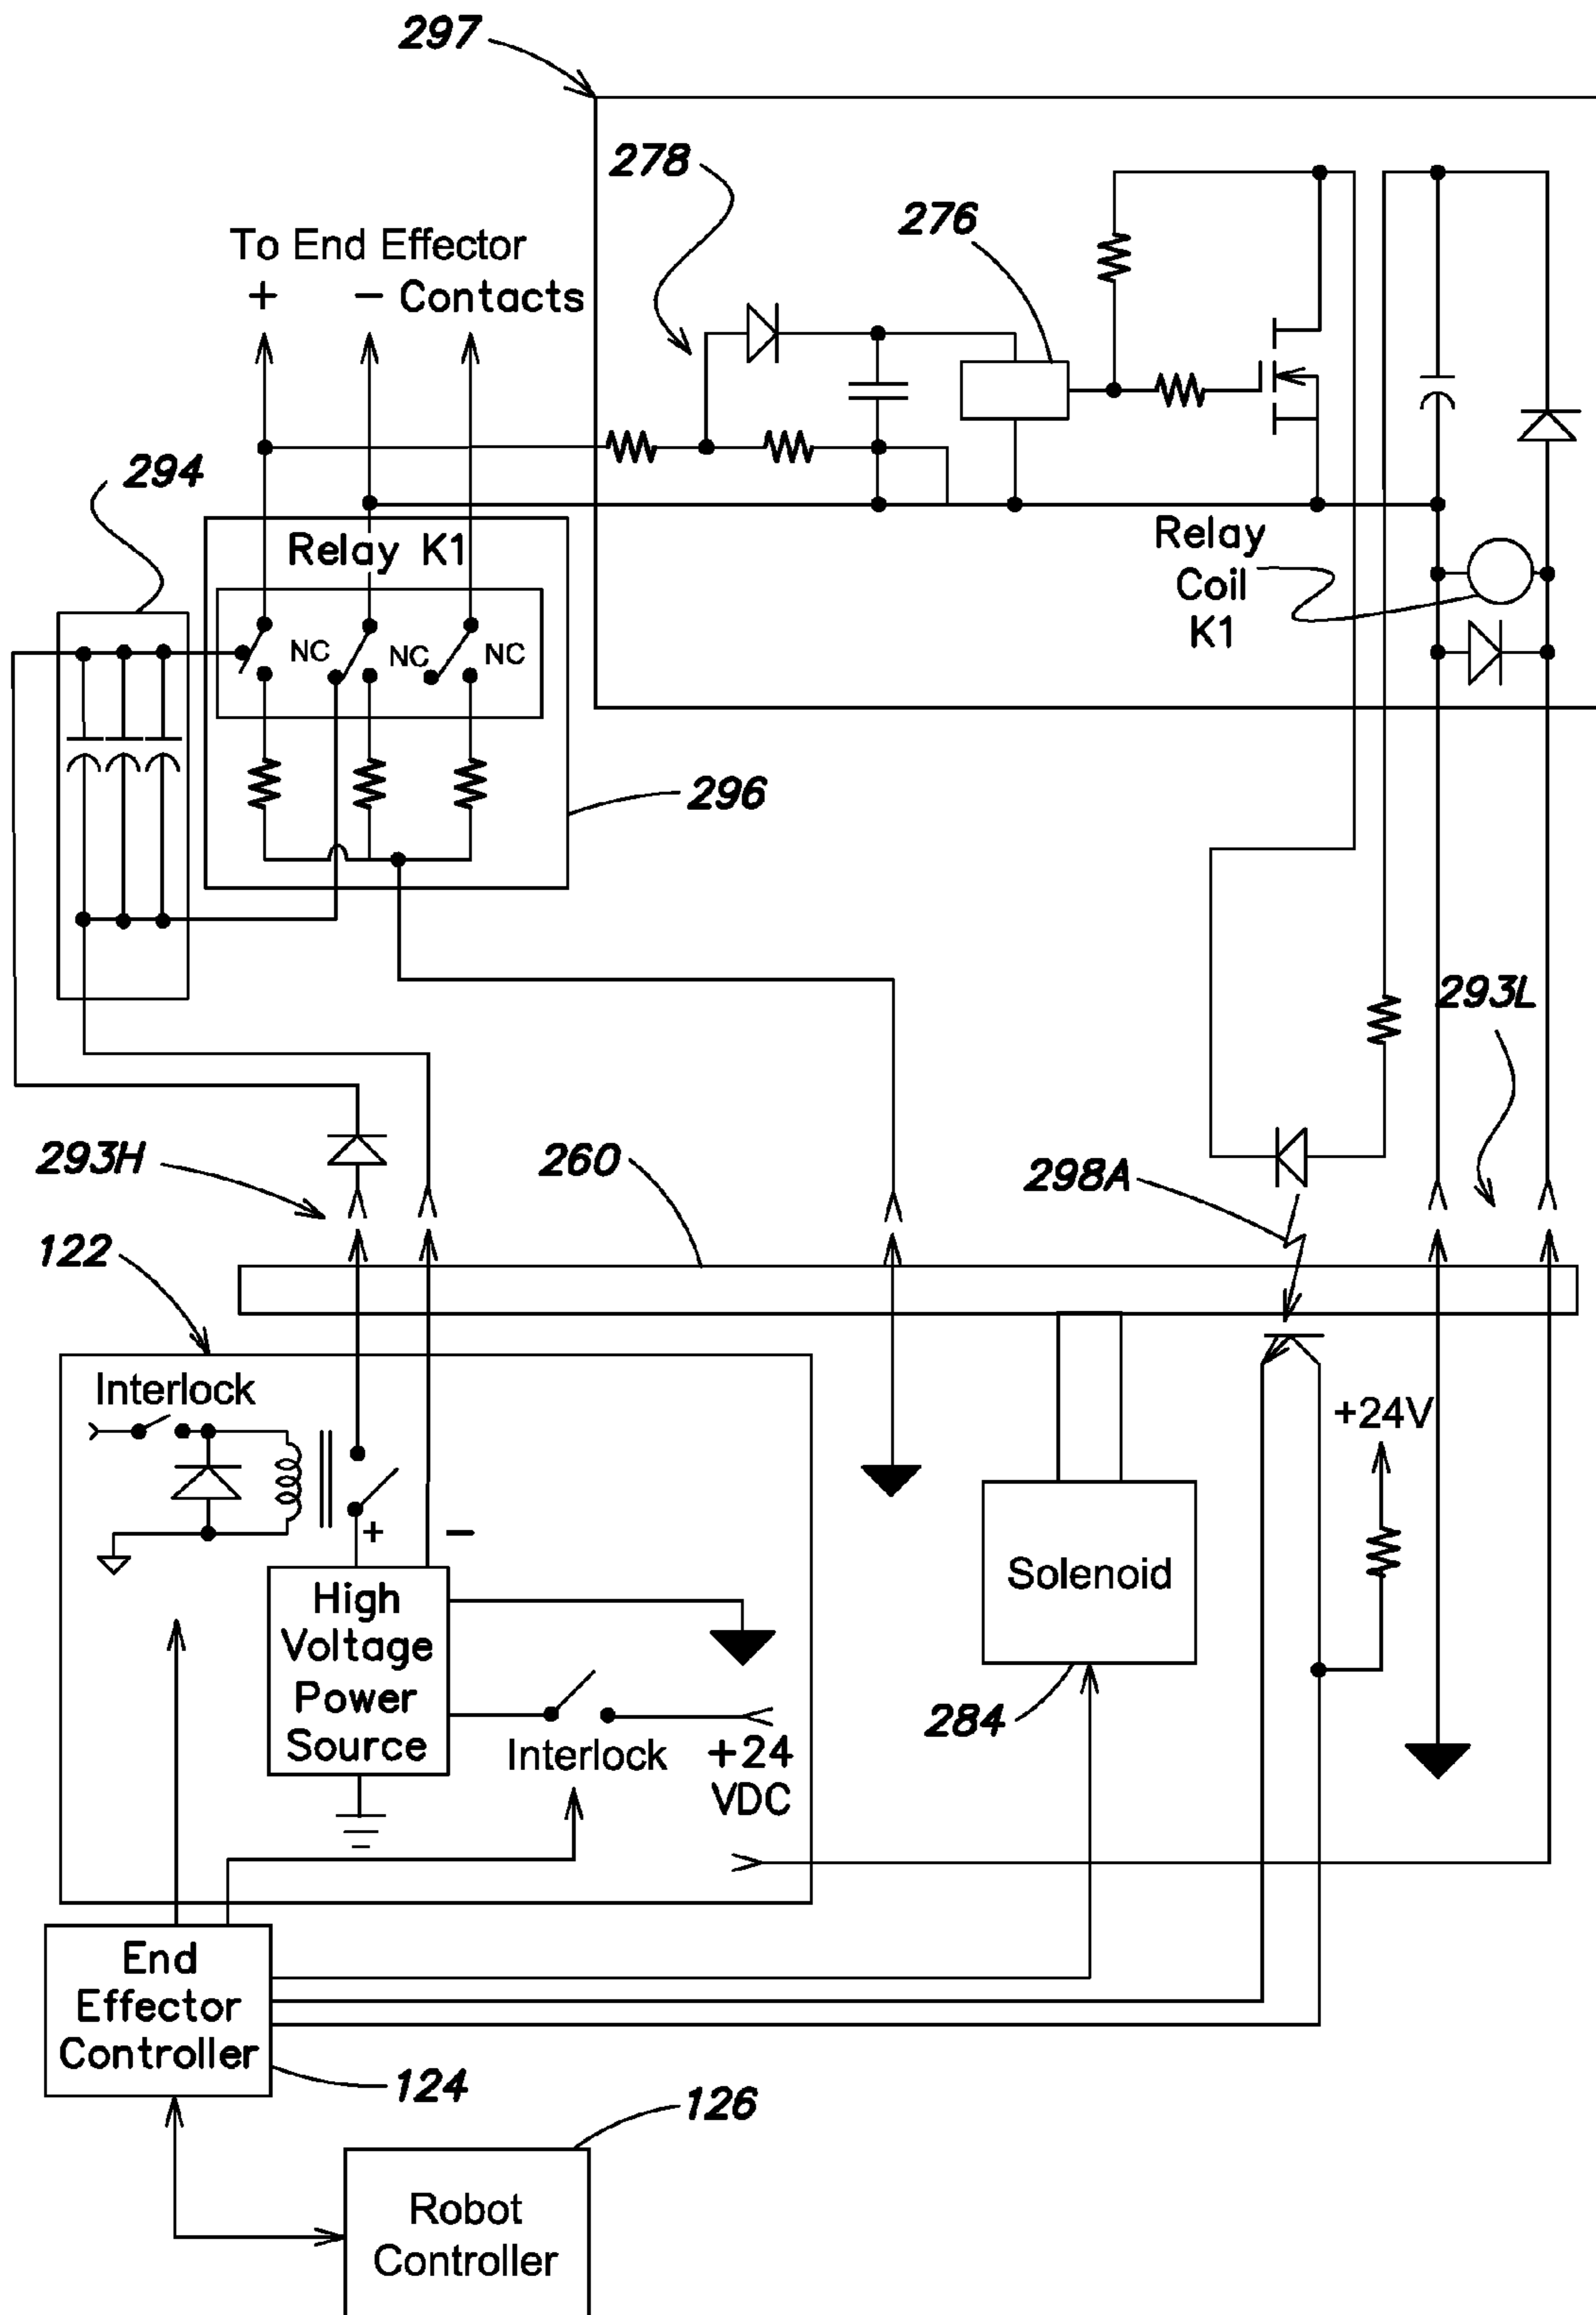 297
278
276
To End Effector
+ − Contacts
294
Relay K1
NC NC NC
Relay
Coil
K1
296
293L
293H
260
298A
122
Interlock
+24V
+ −
High
Voltage
Power
Source
Solenoid
284
Interlock
+24
VDC
End
Effector
Controller
124
126
Robot
Controller